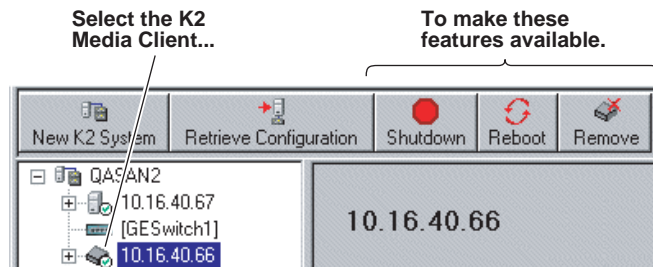 Select the K2
Media Client...
To make these
features available.
New K2 System Retrieve Configuration Shutdown Reboot Remove
QASAN2
10.16.40.67
[GESwitch1]
10.16.40.66
10.16.40.66